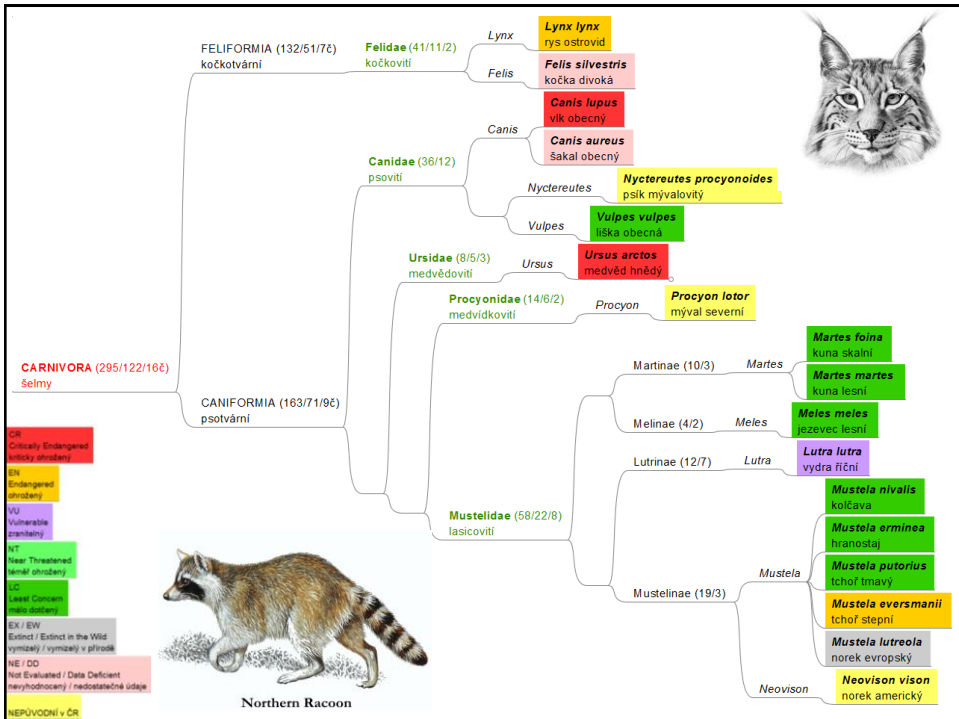 FELIFORMIA (132/51/7č)
kočkotvární
Felidae (41/11/2)
kočkovití
Lynx
Lynx lynx
rys ostrovid
Felis
Felis silvestris
kočka divoká
Canidae (36/12)
psovití
Canis
Canis lupus
vlk obecný
Canis aureus
šakal obecný
Nyctereutes
Nyctereutes procyonoides
psík mývalovitý
Vulpes
Vulpes vulpes
liška obecná
Ursidae (8/5/3)
medvědovití
Ursus
Ursus arctos
medvěd hnědý
Procyonidae (14/6/2)
medvídkovití
Procyon
Procyon lotor
mýval severní
CARNIVORA (295/122/16č)
šelmy
CANIFORMIA (163/71/9č)
psotvární
Martinae (10/3)
Martes
Martes foina
kuna skalní
Martes martes
kuna lesní
Melinae (4/2)
Meles
Meles meles
jezevec lesní
Lutrinae (12/7)
Lutra
Lutra lutra
vydra říční
Mustelidae (58/22/8)
lasicovití
Mustelinae (19/3)
Mustela
Mustela nivalis
kolčava
Mustela erminea
hranostaj
Mustela putorius
tchoř tmavý
Mustela eversmanii
tchoř stepní
Mustela lutreola
norek evropský
Neovison
Neovison vison
norek americký
CR
Critically Endangered
kriticky ohrožený
EN
Endangered
ohrožený
VU
Vulnerable
zranitelný
NT
Near Threatened
téměř ohrožený
LC
Least Concern
málo dotčený
EX / EW
Extinct / Extinct in the Wild
vymizelý / vymizelý v přírodě
NE / DD
Not Evaluated / Data Deficient
nevyhodnocený / nedostatečné údaje
NEPŮVODNÍ v ČR
Northern Racoon